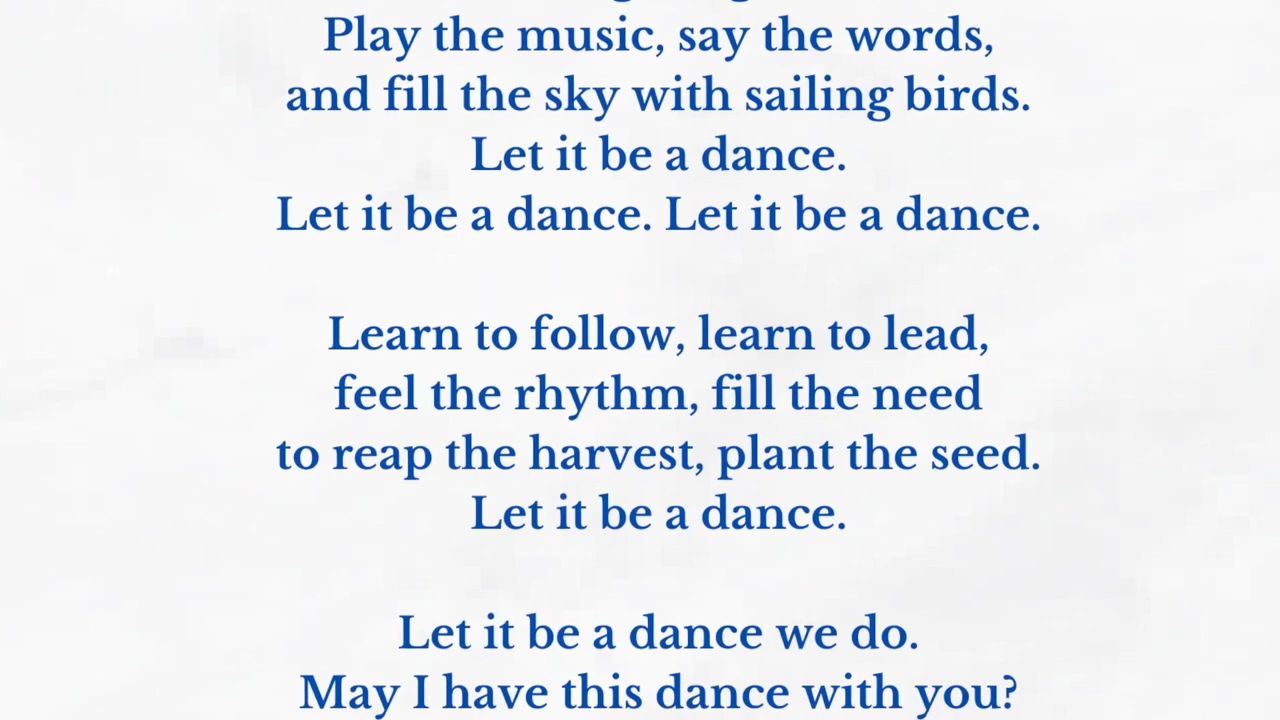 Play the music, say the words,
and fill the sky with sailing birds.
Let it be a dance.
Let it be a dance. Let it be a dance.
Learn to follow, learn to lead,
feel the rhythm, fill the need
to reap the harvest, plant the seed.
Let it be a dance.
Let it be a dance we do.
May I have this dance with you?